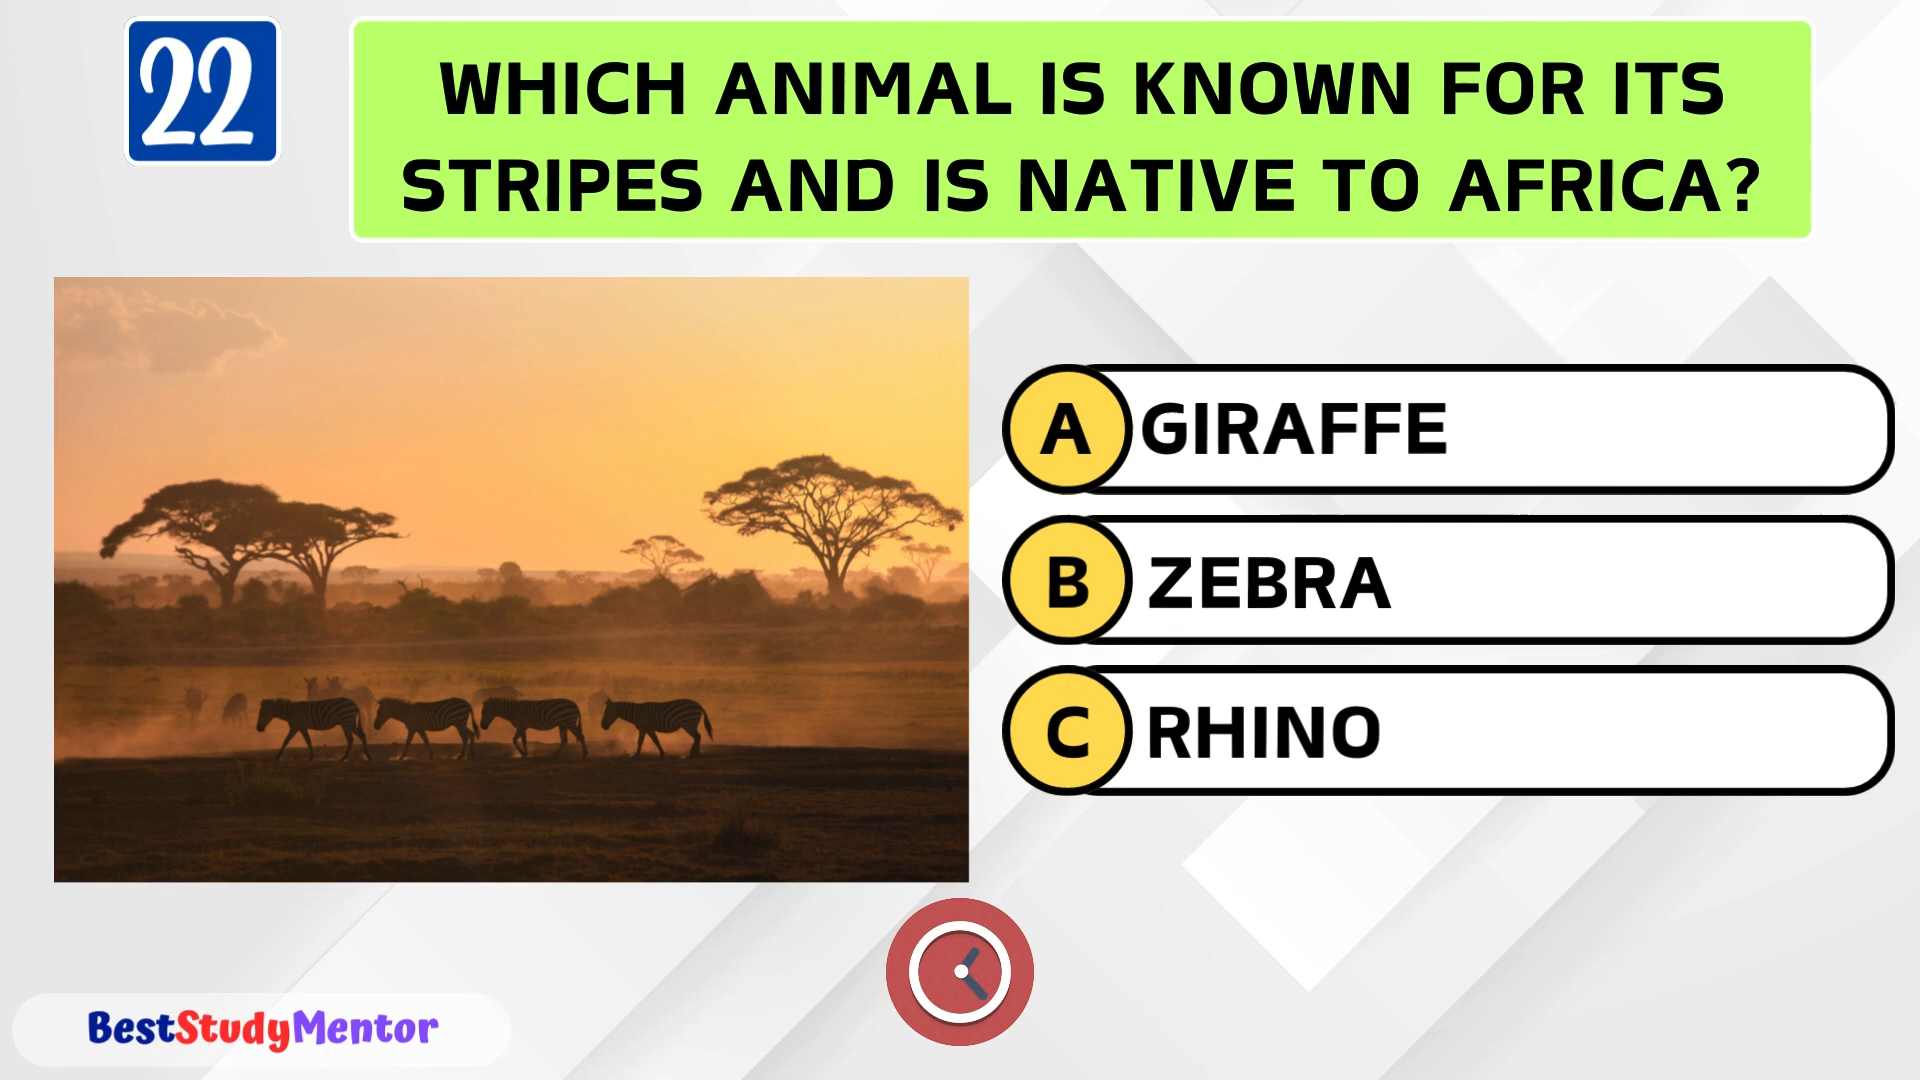 22
WHICH ANIMAL IS KNOWN FOR ITS
STRIPES AND IS NATIVE TO AFRICA?
A GIRAFFE
B ZEBRA
C RHINO
BestStudyMentor